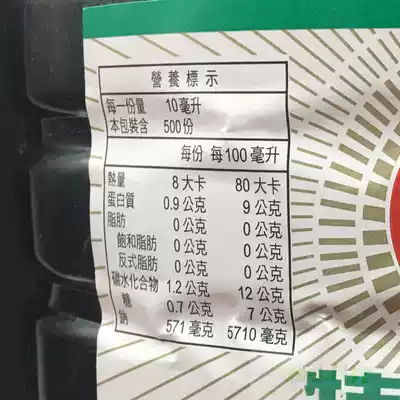 營養標示
每一份量 10毫升
本包裝含 500份
每份 每100毫升
熱量 8大卡 80大卡
蛋白質 0.9公克 9公克
脂肪 0公克 0公克
飽和脂肪 0公克 0公克
反式脂肪 0公克 0公克
碳水化合物 1.2公克 12公克
糖 0.7公克 7公克
鈉 571毫克 5710毫克